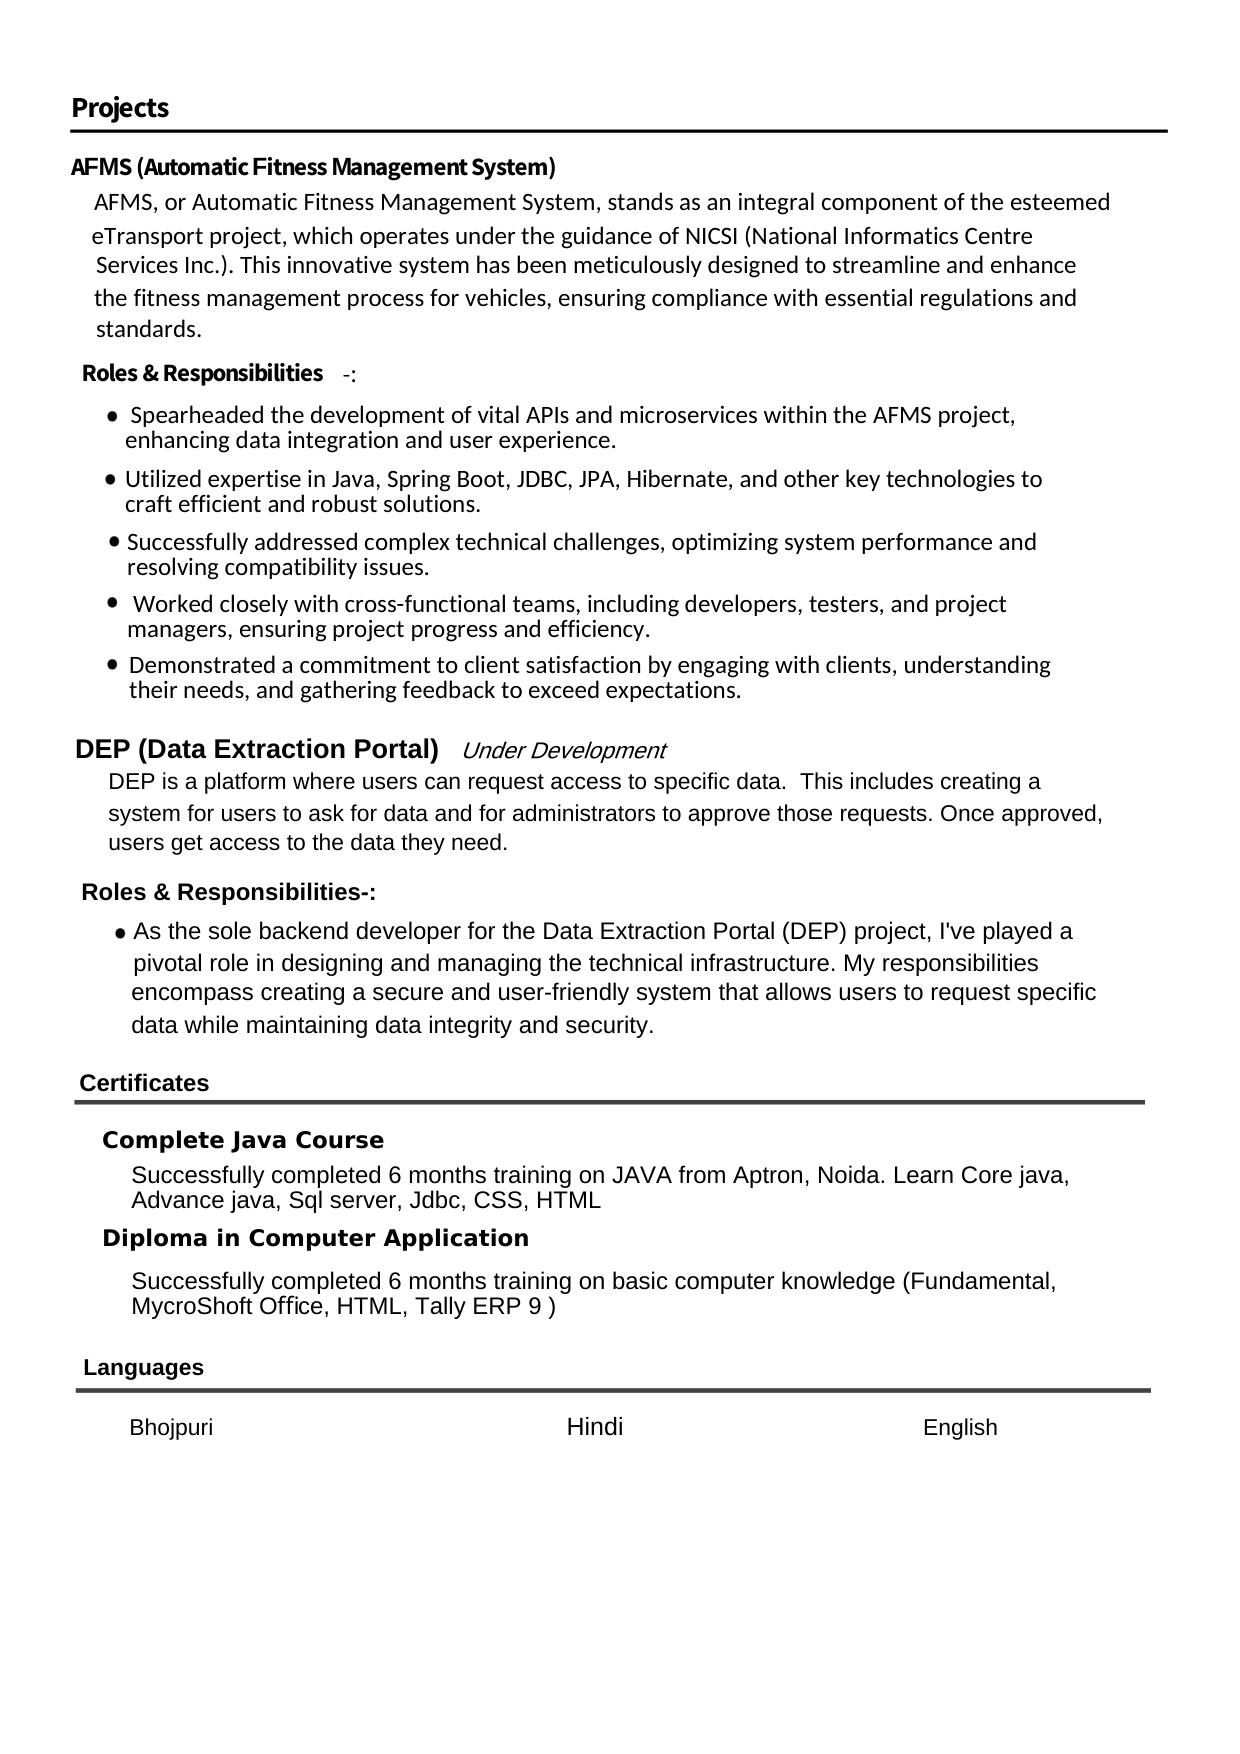 Projects
AFMS (Automatic Fitness Management System)
AFMS, or Automatic Fitness Management System, stands as an integral component of the esteemed
eTransport project, which operates under the guidance of NICSI (National Informatics Centre
Services Inc.). This innovative system has been meticulously designed to streamline and enhance
the fitness management process for vehicles, ensuring compliance with essential regulations and
standards.
Roles & Responsibilities -:
● Spearheaded the development of vital APIs and microservices within the AFMS project,
enhancing data integration and user experience.
● Utilized expertise in Java, Spring Boot, JDBC, JPA, Hibernate, and other key technologies to
craft efficient and robust solutions.
● Successfully addressed complex technical challenges, optimizing system performance and
resolving compatibility issues.
● Worked closely with cross-functional teams, including developers, testers, and project
managers, ensuring project progress and efficiency.
● Demonstrated a commitment to client satisfaction by engaging with clients, understanding
their needs, and gathering feedback to exceed expectations.
DEP (Data Extraction Portal) Under Development
DEP is a platform where users can request access to specific data. This includes creating a
system for users to ask for data and for administrators to approve those requests. Once approved,
users get access to the data they need.
Roles & Responsibilities-:
● As the sole backend developer for the Data Extraction Portal (DEP) project, I've played a
pivotal role in designing and managing the technical infrastructure. My responsibilities
encompass creating a secure and user-friendly system that allows users to request specific
data while maintaining data integrity and security.
Certificates
Complete Java Course
Successfully completed 6 months training on JAVA from Aptron, Noida. Learn Core java,
Advance java, Sql server, Jdbc, CSS, HTML
Diploma in Computer Application
Successfully completed 6 months training on basic computer knowledge (Fundamental,
MycroShoft Office, HTML, Tally ERP 9 )
Languages
Bhojpuri Hindi English